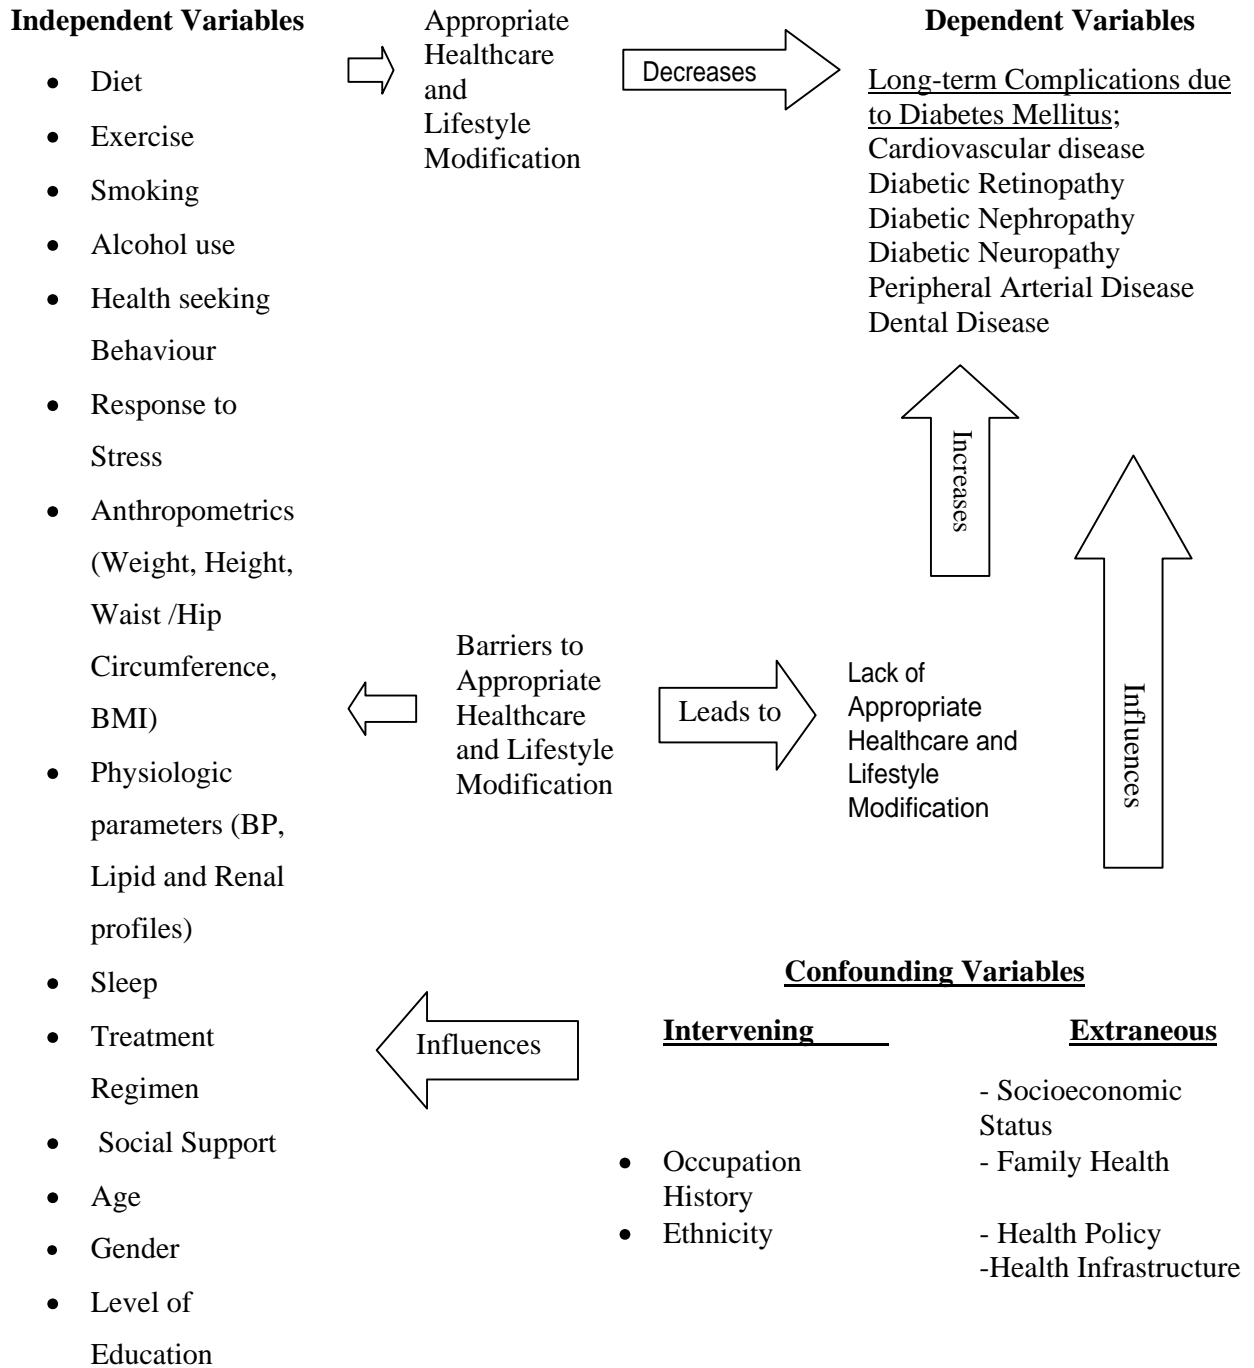 Independent Variables
• Diet
• Exercise
• Smoking
• Alcohol use
• Health seeking
Behaviour
• Response to
Stress
• Anthropometrics
(Weight, Height,
Waist /Hip
Circumference,
BMI)
• Physiologic
parameters (BP,
Lipid and Renal
profiles)
• Sleep
• Treatment
Regimen
• Social Support
• Age
• Gender
• Level of
Education
Appropriate
Healthcare
and
Lifestyle
Modification
Decreases
Dependent Variables
Long-term Complications due
to Diabetes Mellitus;
Cardiovascular disease
Diabetic Retinopathy
Diabetic Nephropathy
Diabetic Neuropathy
Peripheral Arterial Disease
Dental Disease
Increases
Influences
Barriers to
Appropriate
Healthcare
and Lifestyle
Modification
Leads to
Lack of
Appropriate
Healthcare and
Lifestyle
Modification
Influences
Confounding Variables
Intervening
• Occupation
History
• Ethnicity
Extraneous
- Socioeconomic
Status
- Family Health
- Health Policy
-Health Infrastructure